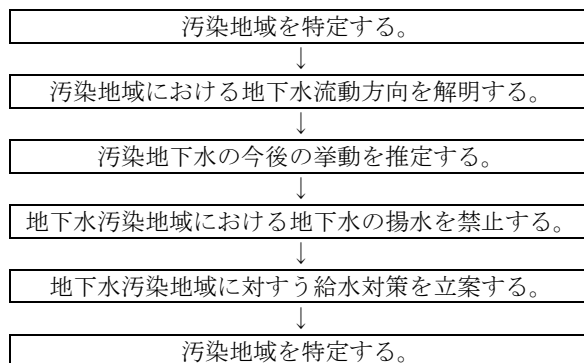 汚染地域を特定する。
↓
汚染地域における地下水流動方向を解明する。
↓
汚染地下水の今後の挙動を推定する。
↓
地下水汚染地域における地下水の揚水を禁止する。
↓
地下水汚染地域に対すう給水対策を立案する。
↓
汚染地域を特定する。